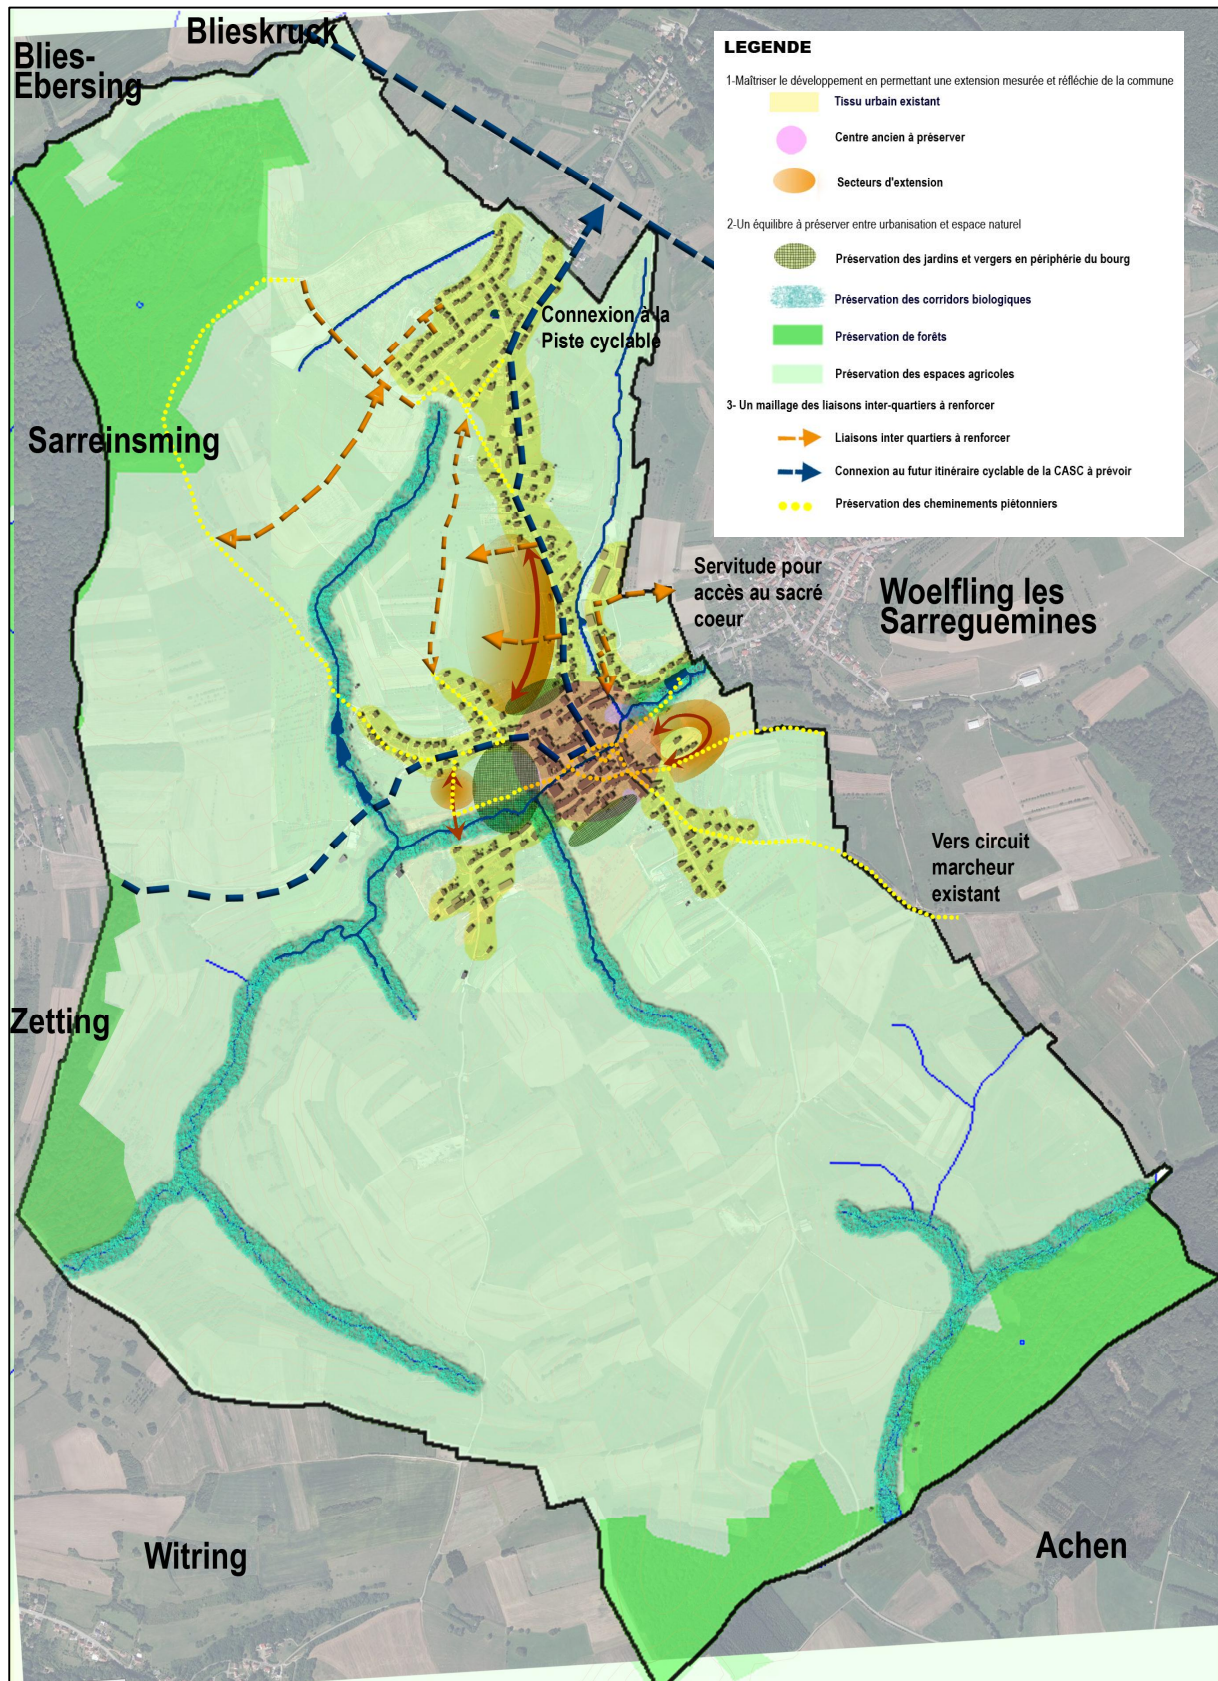 Blieskruck
Blies-
Ebersing
LEGENDE
1-Maîtriser le développement en permettant une extension mesurée et réfléchie de la commune
Tissu urbain existant
Centre ancien à préserver
Secteurs d'extension
2-Un équilibre à préserver entre urbanisation et espace naturel
Préservation des jardins et vergers en périphérie du bourg
Préservation des corridors biologiques
Préservation de forêts
Préservation des espaces agricoles
3- Un maillage des liaisons inter-quartiers à renforcer
Liaisons inter quartiers à renforcer
Connexion au futur itinéraire cyclable de la CASC à prévoir
Préservation des cheminements piétonniers
Connexion à la
Piste cyclable
Sarreinsming
Servitude pour
accès au sacré
coeur
Woelfling les
Sarreguemines
Vers circuit
marcheur
existant
Zetting
Witring
Achen